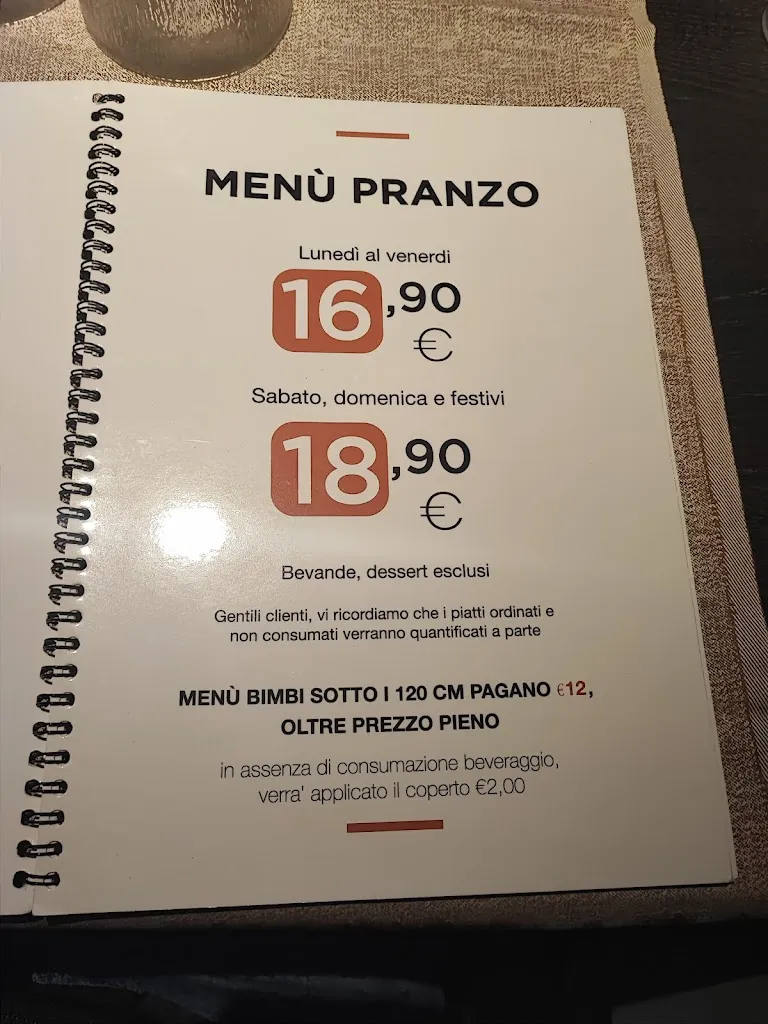 MENÙ PRANZO
Lunedì al venerdì
16,90
€
Sabato, domenica e festivi
18,90
€
Bevande, dessert esclusi
Gentili clienti, vi ricordiamo che i piatti ordinati e
non consumati verranno quantificati a parte
MENÙ BIMBI SOTTO I 120 CM PAGANO €12,
OLTRE PREZZO PIENO
in assenza di consumazione beveraggio,
verra' applicato il coperto €2,00